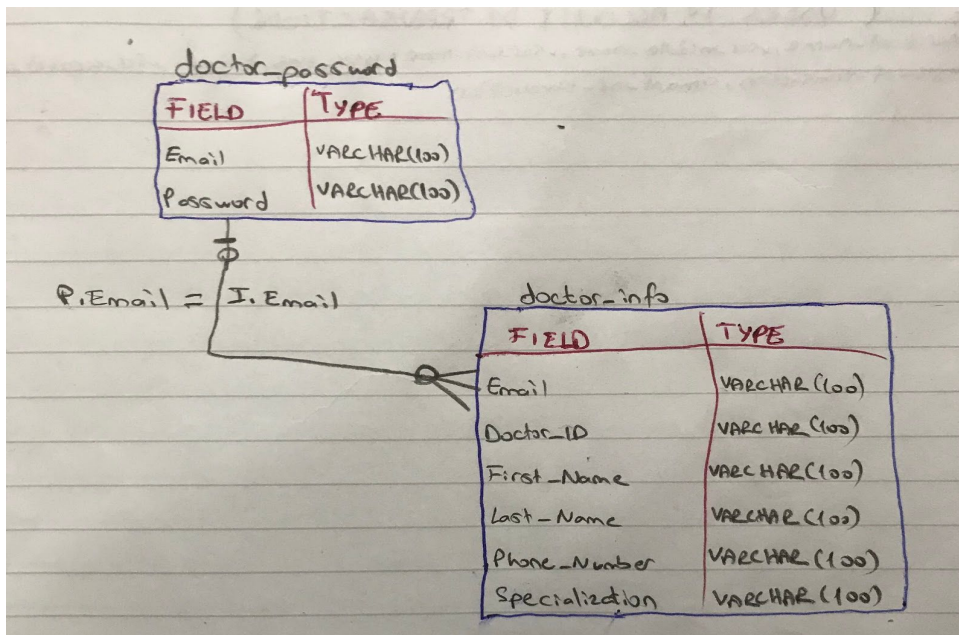 doctor_password
FIELD TYPE
Email VARCHAR(100)
Password VARCHAR(100)
P.Email = I.Email
doctor_info
FIELD TYPE
Email VARCHAR(100)
Doctor_ID VARCHAR(100)
First_Name VARCHAR(100)
Last_Name VARCHAR(100)
Phone_Number VARCHAR(100)
Specialization VARCHAR(100)